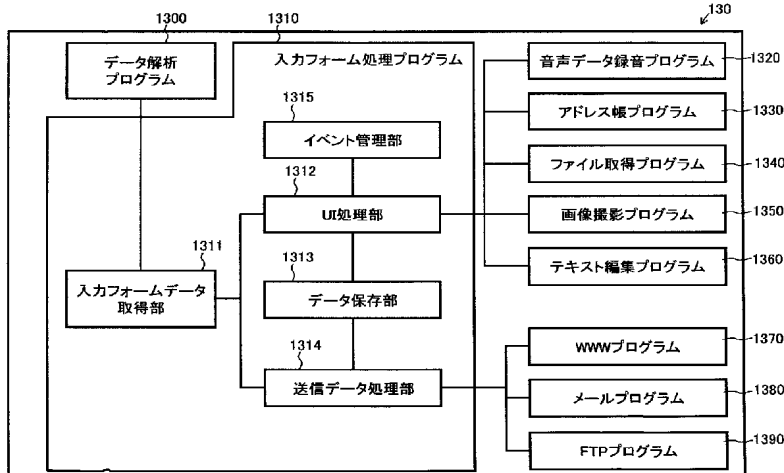 130
1300
データ解析
プログラム
1310
入力フォーム処理プログラム
1315
イベント管理部
1312
UI処理部
1311
入力フォームデータ
取得部
1313
データ保存部
1314
送信データ処理部
音声データ録音プログラム
1320
アドレス帳プログラム
1330
ファイル取得プログラム
1340
画像撮影プログラム
1350
テキスト編集プログラム
1360
WWWプログラム
1370
メールプログラム
1380
FTPプログラム
1390